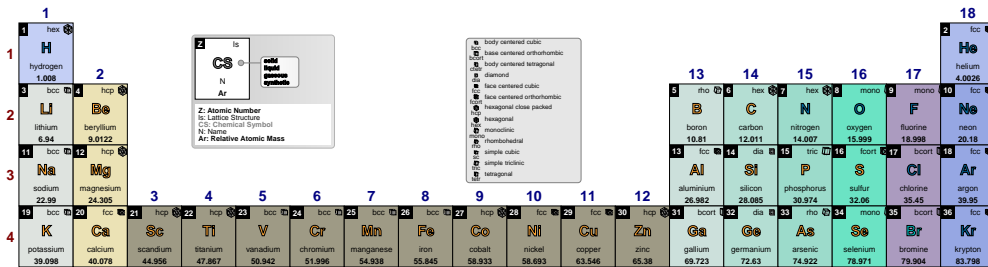 1
18
1 hex
H
hydrogen
1.008
2 fcc
He
helium
4.0026
Z ls
CS
solid
liquid
gaseous
synthetic
N
Ar
Z: Atomic Number
ls: Lattice Structure
CS: Chemical Symbol
N: Name
Ar: Relative Atomic Mass
bcc body centered cubic
bcort base centered orthorhombic
ctetr body centered tetragonal
dia diamond
fcc face centered cubic
fcort face centered orthorhombic
hcp hexagonal close packed
hex hexagonal
mono monoclinic
rho rhombohedral
sc simple cubic
tric simple triclinic
tetr tetragonal
1
2
13 14 15 16 17
3 bcc 4 hcp 5 rho 6 hex 7 hex 8 mono 9 mono 10 fcc
2 Li Be B C N O F Ne
lithium beryllium boron carbon nitrogen oxygen fluorine neon
6.94 9.0122 10.81 12.011 14.007 15.999 18.998 20.18
11 bcc 12 hcp 13 fcc 14 dia 15 tric 16 fcort 17 bcort 18 fcc
3 Na Mg Al Si P S Cl Ar
sodium magnesium aluminium silicon phosphorus sulfur chlorine argon
22.99 24.305 26.982 28.085 30.974 32.06 35.45 39.95
3 4 5 6 7 8 9 10 11 12
19 bcc 20 fcc 21 hcp 22 hcp 23 bcc 24 bcc 25 bcc 26 bcc 27 hcp 28 fcc 29 fcc 30 hcp 31 bcort 32 dia 33 rho 34 mono 35 bcort 36 fcc
4 K Ca Sc Ti V Cr Mn Fe Co Ni Cu Zn Ga Ge As Se Br Kr
potassium calcium scandium titanium vanadium chromium manganese iron cobalt nickel copper zinc gallium germanium arsenic selenium bromine krypton
39.098 40.078 44.956 47.867 50.942 51.996 54.938 55.845 58.933 58.693 63.546 65.38 69.723 72.63 74.922 78.971 79.904 83.798